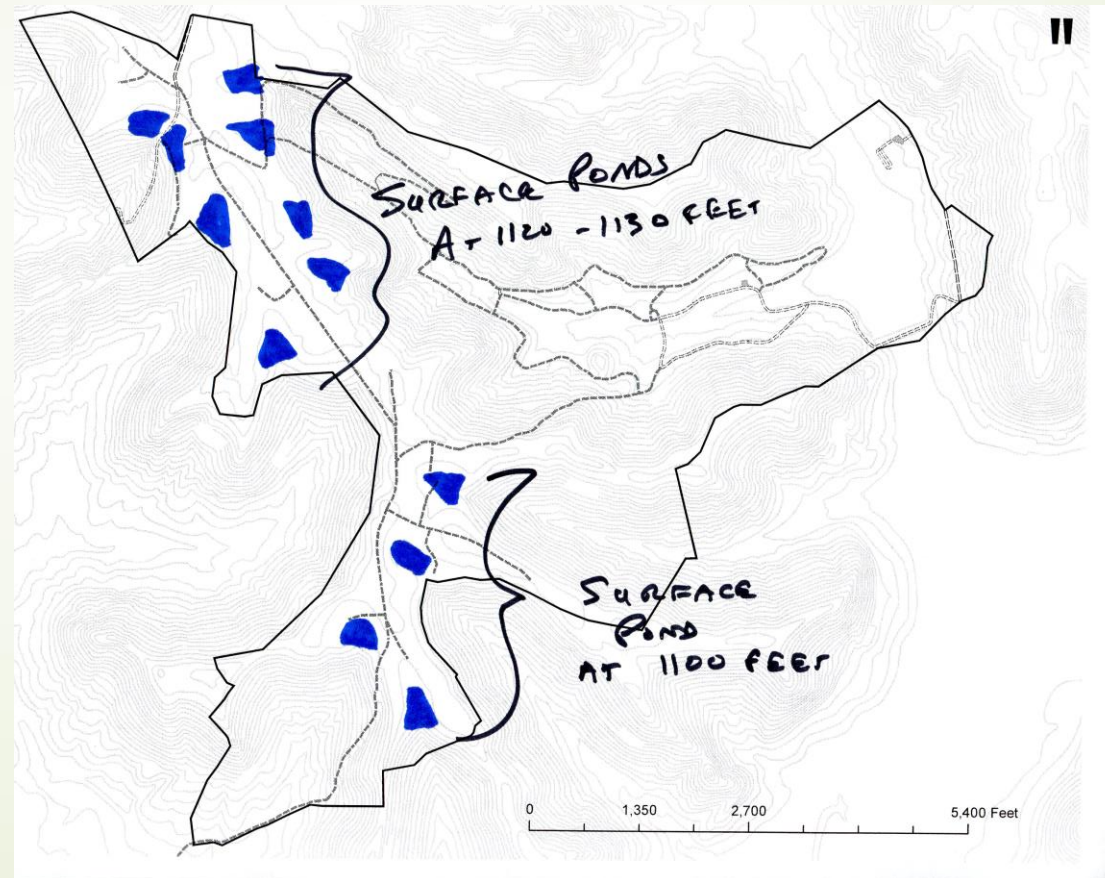 "
SURFACE PONDS
AT 1120 - 1130 FEET
SURFACE
POND
AT 1100 FEET
0 1,350 2,700 5,400 Feet